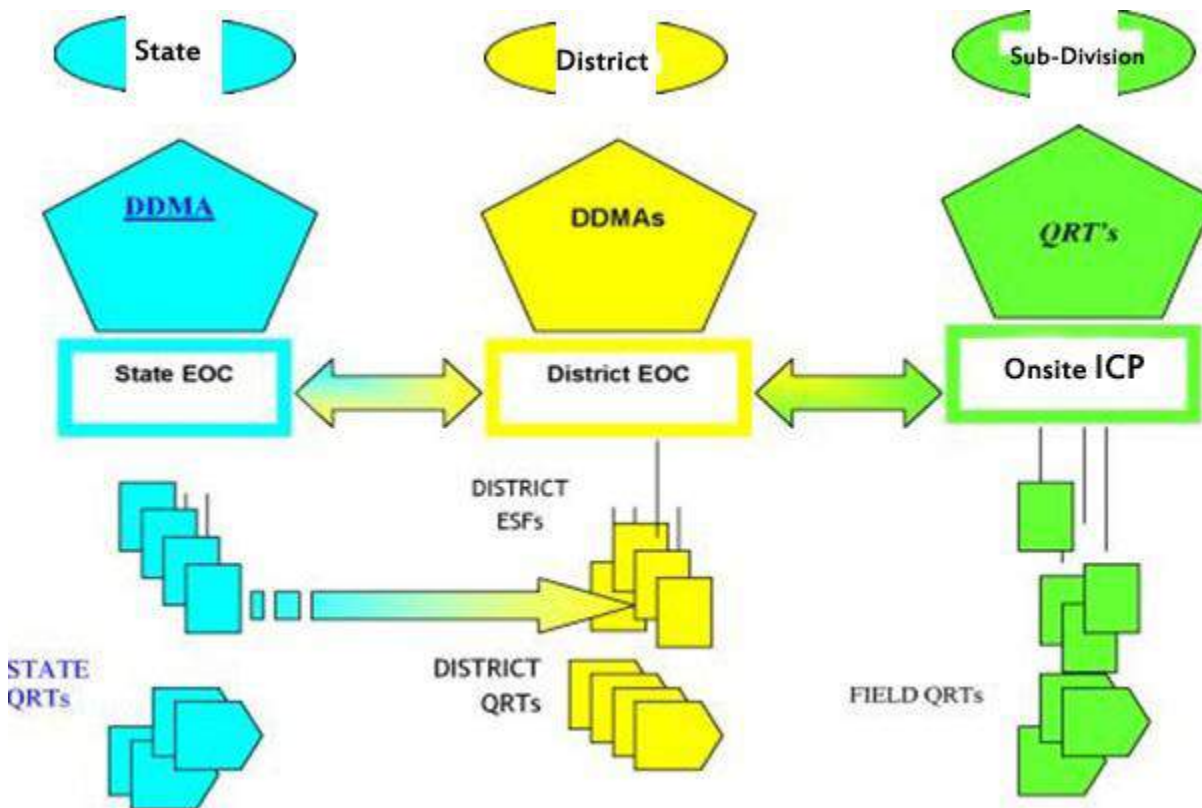 State
District
Sub-Division
DDMA
DDMAs
QRT's
State EOC
District EOC
Onsite ICP
DISTRICT
ESFs
STATE
QRTs
DISTRICT
QRTs
FIELD QRTs